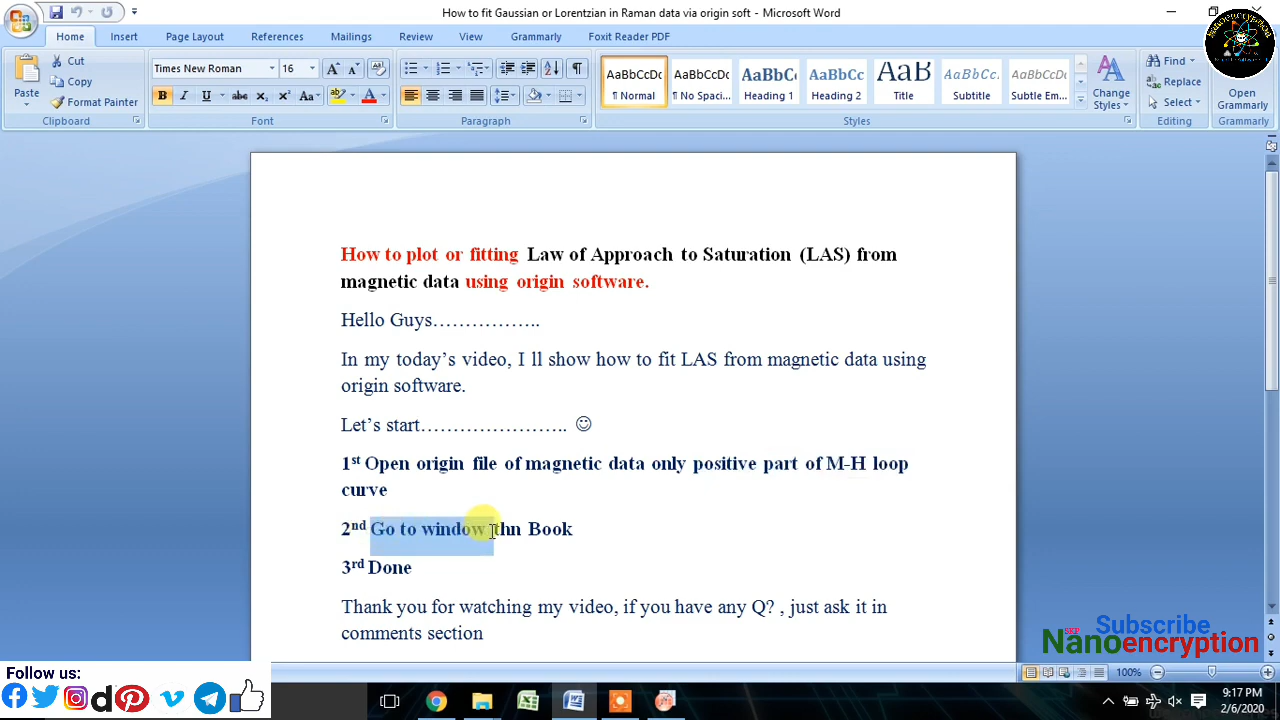 How to fit Gaussian or Lorentzian in Raman data via origin soft - Microsoft Word
Home Insert Page Layout References Mailings Review View Grammarly Foxit Reader PDF
Paste
Cut
Copy
Format Painter
Clipboard
Times New Roman 16
Font
Paragraph
AaBbCcDc AaBbCcDc AaBbCc AaBbCc AaB AaBbCc. AaBbCc.
¶ Normal ¶ No Spaci... Heading 1 Heading 2 Title Subtitle Subtle Em...
Change Styles
Styles
Find
Replace
Select
Editing
Open Grammarly
Grammarly
How to plot or fitting Law of Approach to Saturation (LAS) from
magnetic data using origin software.
Hello Guys……………..
In my today's video, I ll show how to fit LAS from magnetic data using
origin software.
Let's start………………….. ☺
1st Open origin file of magnetic data only positive part of M-H loop
curve
2nd Go to window thn Book
3rd Done
Thank you for watching my video, if you have any Q? , just ask it in
comments section
Subscribe
SKP
Nanoencryption
Follow us:
100%
9:17 PM
2/6/2020